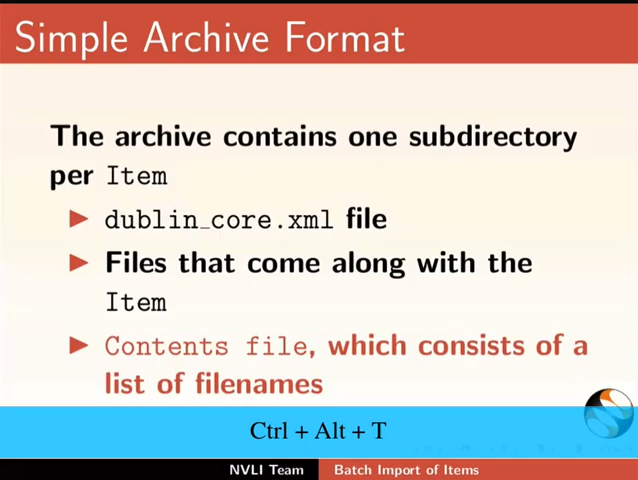 Simple Archive Format
The archive contains one subdirectory
per Item
▶ dublin_core.xml file
▶ Files that come along with the
Item
▶ Contents file, which consists of a
list of filenames
Ctrl + Alt + T
NVLI Team Batch Import of Items